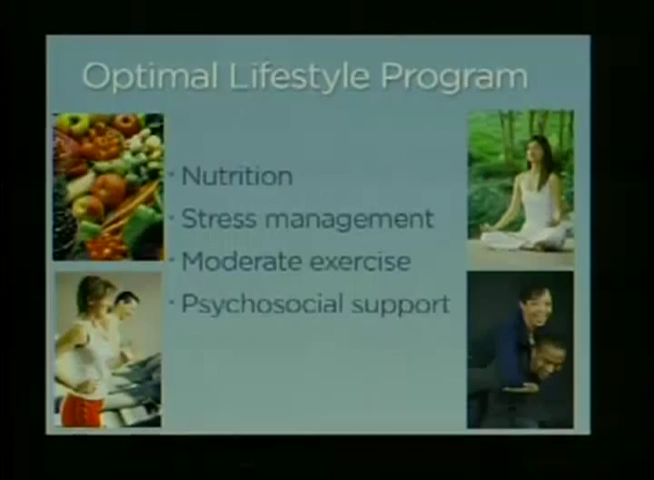 Optimal Lifestyle Program
· Nutrition
· Stress management
· Moderate exercise
· Psychosocial support